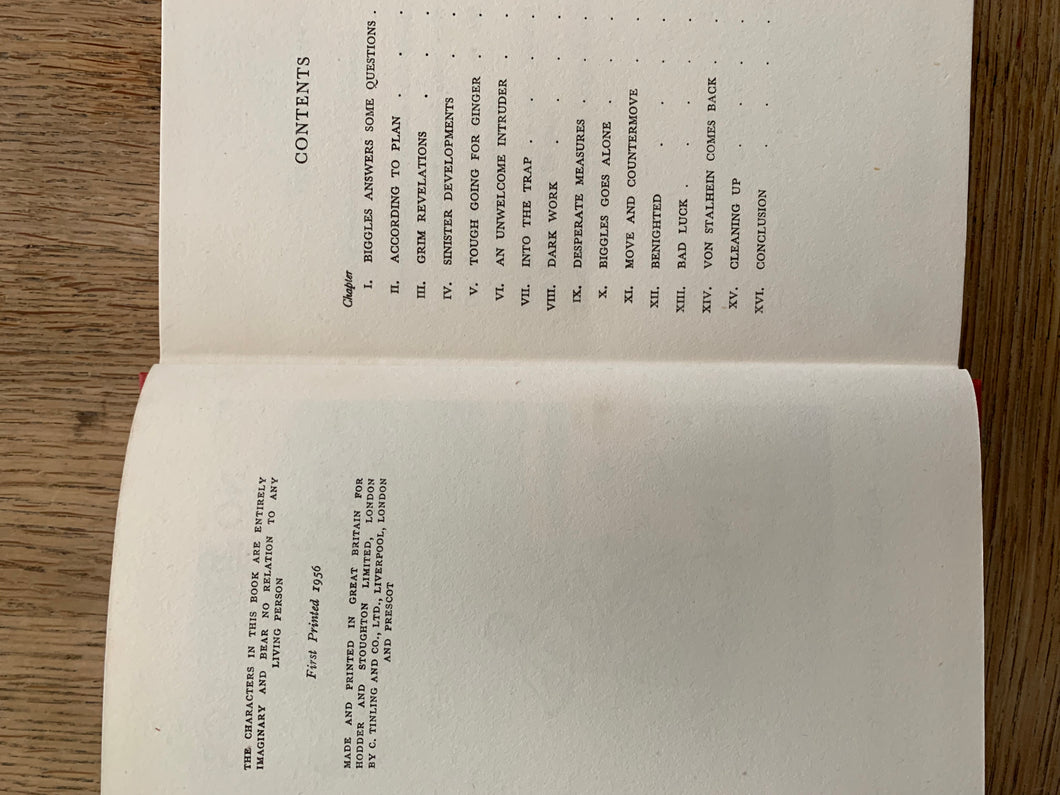 THE CHARACTERS IN THIS BOOK ARE ENTIRELY
IMAGINARY AND BEAR NO RELATION TO ANY
LIVING PERSON
First Printed 1956
MADE AND PRINTED IN GREAT BRITAIN FOR
HODDER AND STOUGHTON LIMITED, LONDON
BY C. TINLING AND CO., LTD., LIVERPOOL, LONDON
AND PRESCOT
CONTENTS
Chapter
I. BIGGLES ANSWERS SOME QUESTIONS .
II. ACCORDING TO PLAN . . .
III. GRIM REVELATIONS . . .
IV. SINISTER DEVELOPMENTS . .
V. TOUGH GOING FOR GINGER . .
VI. AN UNWELCOME INTRUDER . .
VII. INTO THE TRAP . . . .
VIII. DARK WORK . . . .
IX. DESPERATE MEASURES . . .
X. BIGGLES GOES ALONE . . .
XI. MOVE AND COUNTERMOVE . .
XII. BENIGHTED . . . .
XIII. BAD LUCK . . . .
XIV. VON STALHEIN COMES BACK . .
XV. CLEANING UP . . . .
XVI. CONCLUSION . . . .